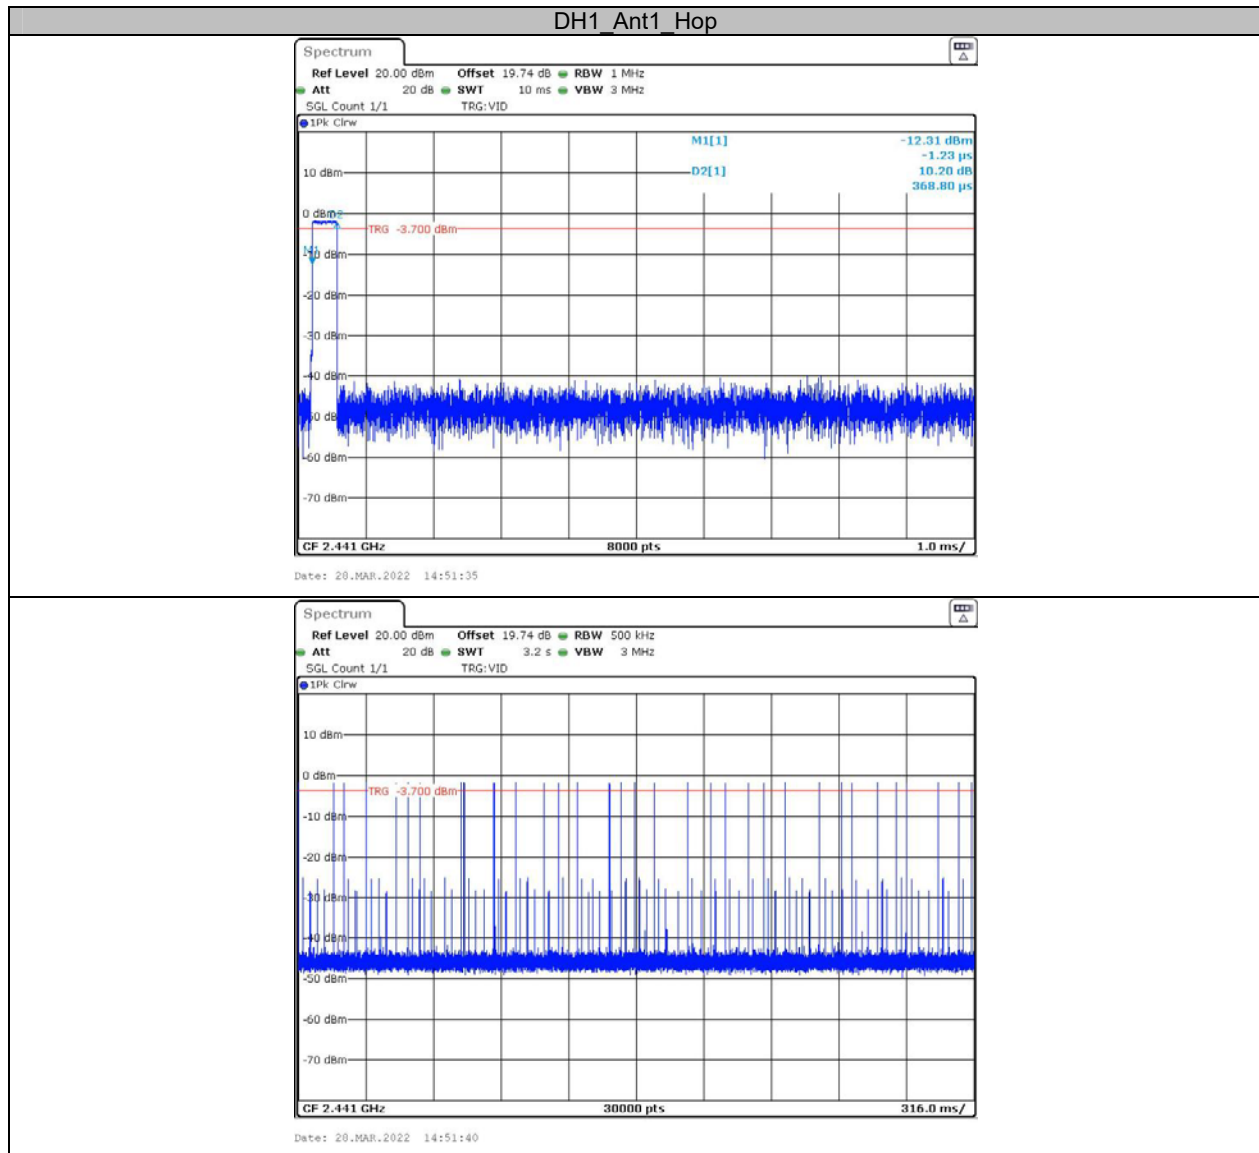 DH1_Ant1_Hop
Spectrum
Ref Level 20.00 dBm Offset 19.74 dB RBW 1 MHz
Att 20 dB SWT 10 ms VBW 3 MHz
SGL Count 1/1 TRG:VID
1Pk Clrw
M1[1] -12.31 dBm
-1.23 µs
D2[1] 10.20 dB
368.80 µs
10 dBm
0 dBm
D2
TRG -3.700 dBm
M1
-10 dBm
-20 dBm
-30 dBm
-40 dBm
-50 dBm
-60 dBm
-70 dBm
CF 2.441 GHz 8000 pts 1.0 ms/
Date: 28.MAR.2022 14:51:35
Spectrum
Ref Level 20.00 dBm Offset 19.74 dB RBW 500 kHz
Att 20 dB SWT 3.2 s VBW 3 MHz
SGL Count 1/1 TRG:VID
1Pk Clrw
10 dBm
0 dBm
TRG -3.700 dBm
-10 dBm
-20 dBm
-30 dBm
-40 dBm
-50 dBm
-60 dBm
-70 dBm
CF 2.441 GHz 30000 pts 316.0 ms/
Date: 28.MAR.2022 14:51:40